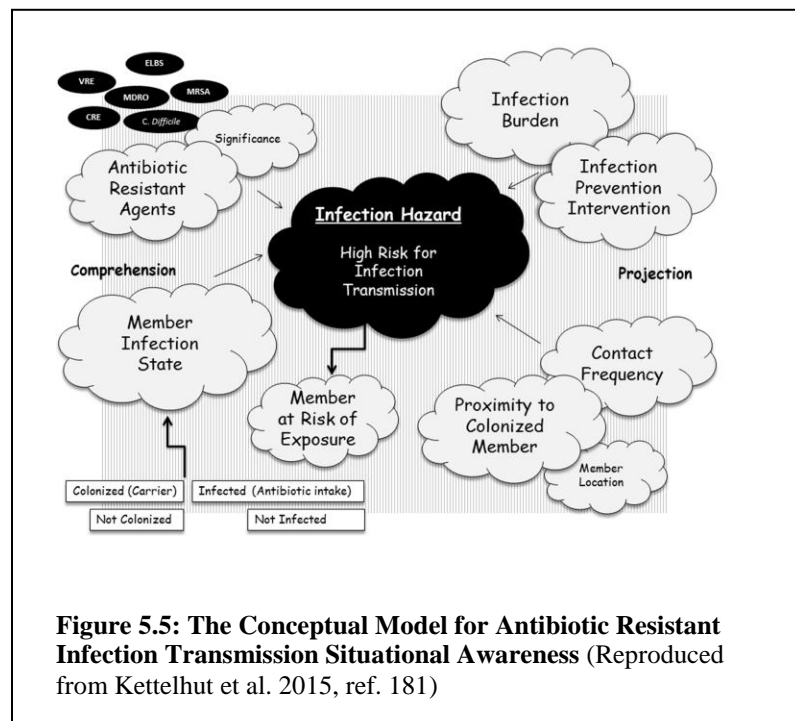 ELBS
VRE
MDRO
MRSA
CRE
C. Difficile
Significance
Antibiotic
Resistant
Agents
Infection
Burden
Infection
Prevention
Intervention
Infection Hazard
High Risk for
Infection
Transmission
Comprehension
Projection
Member
Infection
State
Member
at Risk of
Exposure
Contact
Frequency
Proximity to
Colonized
Member
Member
Location
Colonized (Carrier)
Infected (Antibiotic intake)
Not Colonized
Not Infected
Figure 5.5: The Conceptual Model for Antibiotic Resistant
Infection Transmission Situational Awareness (Reproduced
from Kettelhut et al. 2015, ref. 181)